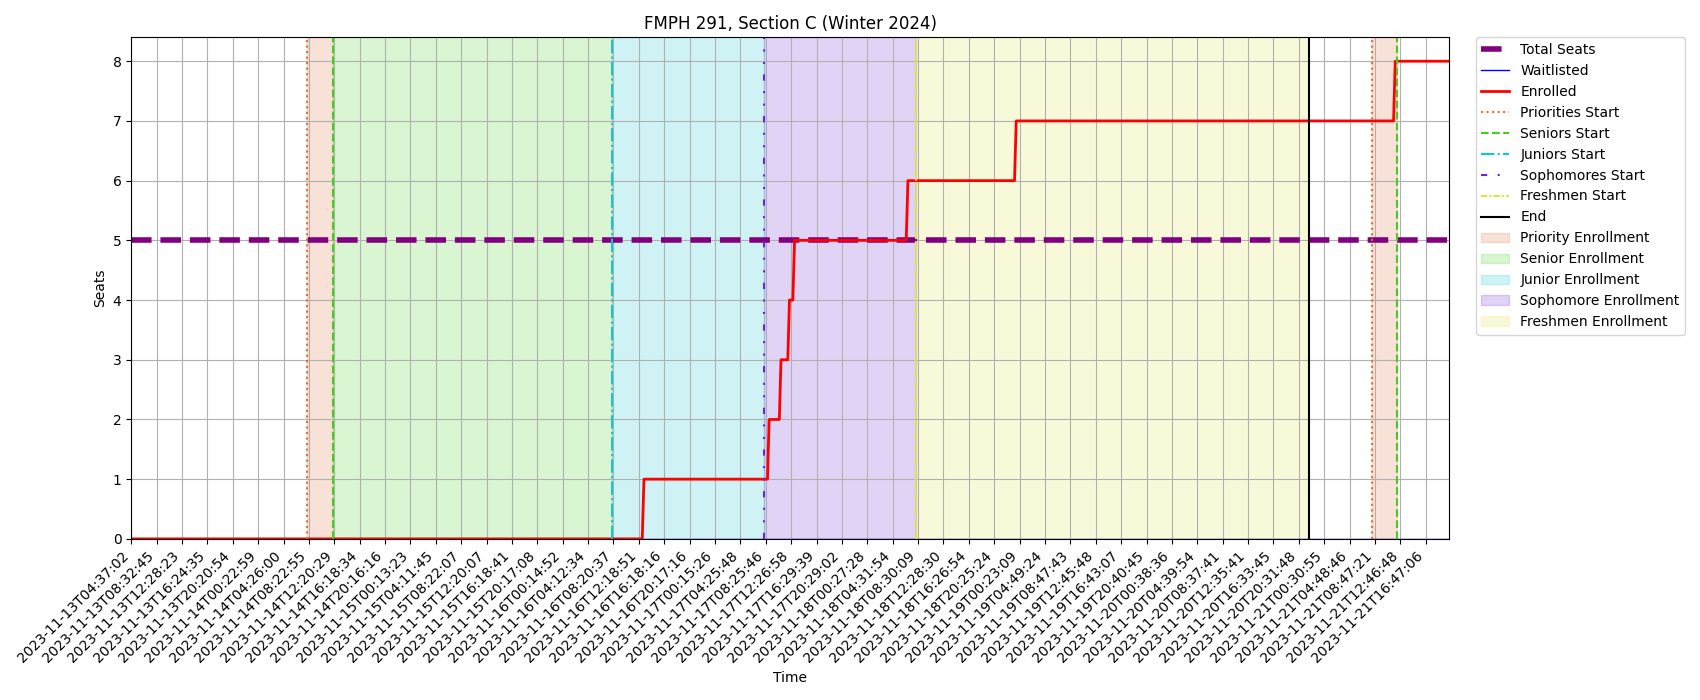 FMPH 291, Section C (Winter 2024)
8
7
6
5
4
3
2
1
0
Seats
2023-11-13T04:37:02
2023-11-13T08:32:45
2023-11-13T12:28:23
2023-11-13T16:24:35
2023-11-13T20:20:54
2023-11-14T00:22:59
2023-11-14T04:26:00
2023-11-14T08:22:55
2023-11-14T12:20:29
2023-11-14T16:18:34
2023-11-14T20:16:16
2023-11-15T00:13:23
2023-11-15T04:11:45
2023-11-15T08:22:07
2023-11-15T12:20:07
2023-11-15T16:18:41
2023-11-15T20:17:08
2023-11-16T00:14:52
2023-11-16T04:12:34
2023-11-16T08:20:37
2023-11-16T12:18:51
2023-11-16T16:18:16
2023-11-16T20:17:16
2023-11-17T00:15:26
2023-11-17T04:25:48
2023-11-17T08:25:46
2023-11-17T12:26:58
2023-11-17T16:29:39
2023-11-17T20:29:02
2023-11-18T00:27:28
2023-11-18T04:31:54
2023-11-18T08:30:09
2023-11-18T12:28:30
2023-11-18T16:26:54
2023-11-18T20:25:24
2023-11-19T00:23:09
2023-11-19T04:49:24
2023-11-19T08:47:43
2023-11-19T12:45:48
2023-11-19T16:43:07
2023-11-19T20:40:45
2023-11-20T00:38:36
2023-11-20T04:39:54
2023-11-20T08:37:41
2023-11-20T12:35:41
2023-11-20T16:33:45
2023-11-20T20:31:48
2023-11-21T00:30:55
2023-11-21T04:48:46
2023-11-21T08:47:21
2023-11-21T12:46:48
2023-11-21T16:47:06
Time
Total Seats
Waitlisted
Enrolled
Priorities Start
Seniors Start
Juniors Start
Sophomores Start
Freshmen Start
End
Priority Enrollment
Senior Enrollment
Junior Enrollment
Sophomore Enrollment
Freshmen Enrollment